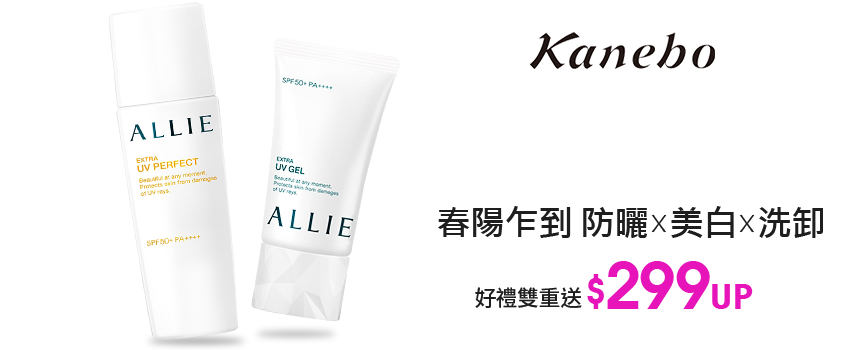 ALLIE
EXTRA
UV PERFECT
Beautiful at any moment.
Protects skin from damages
of UV rays.
SPF50+ PA++++
SPF50+ PA++++
EXTRA
UV GEL
Beautiful at any moment.
Protects skin from damages
of UV rays.
ALLIE
Kanebo
春陽乍到 防曬x美白x洗卸
好禮雙重送 $299UP